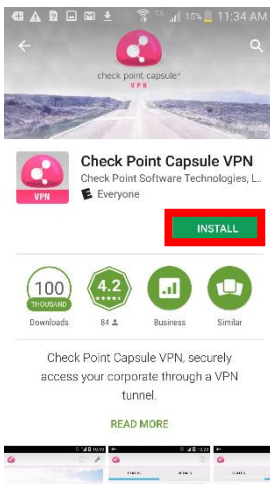 15% 11:34 AM
check point capsule™
VPN
Check Point Capsule VPN
Check Point Software Technologies, L..
VPN
E Everyone
INSTALL
100
THOUSAND
4.2
Downloads
84
Business
Similar
Check Point Capsule VPN, securely
access your corporate through a VPN
tunnel.
READ MORE